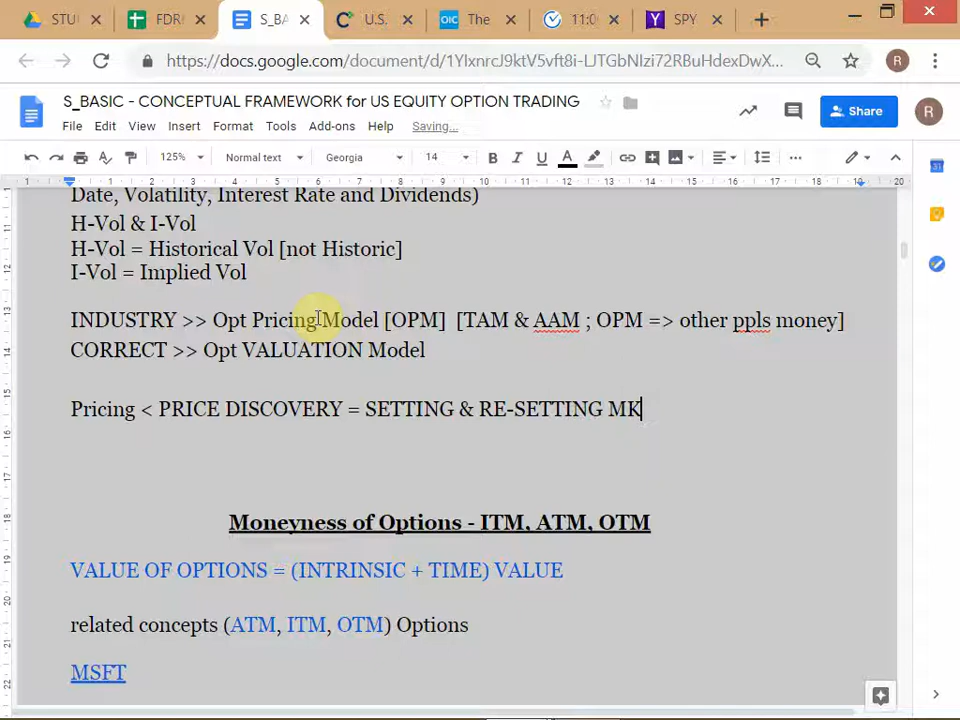 STU
FDR
S_BA
U.S.
The
11:0
SPY
https://docs.google.com/document/d/
S_BASIC - CONCEPTUAL FRAMEWORK for US EQUITY OPTION TRADING
File Edit View Insert Format Tools Add-ons Help Saving...
Share
R
125% Normal text Georgia 14 B I U A
Date, Volatility, Interest Rate and Dividends)
H-Vol & I-Vol
H-Vol = Historical Vol [not Historic]
I-Vol = Implied Vol
INDUSTRY >> Opt Pricing Model [OPM] [TAM & AAM ; OPM => other ppls money]
CORRECT >> Opt VALUATION Model
Pricing < PRICE DISCOVERY = SETTING & RE-SETTING MK
Moneyness of Options - ITM, ATM, OTM
VALUE OF OPTIONS = (INTRINSIC + TIME) VALUE
related concepts (ATM, ITM, OTM) Options
MSFT